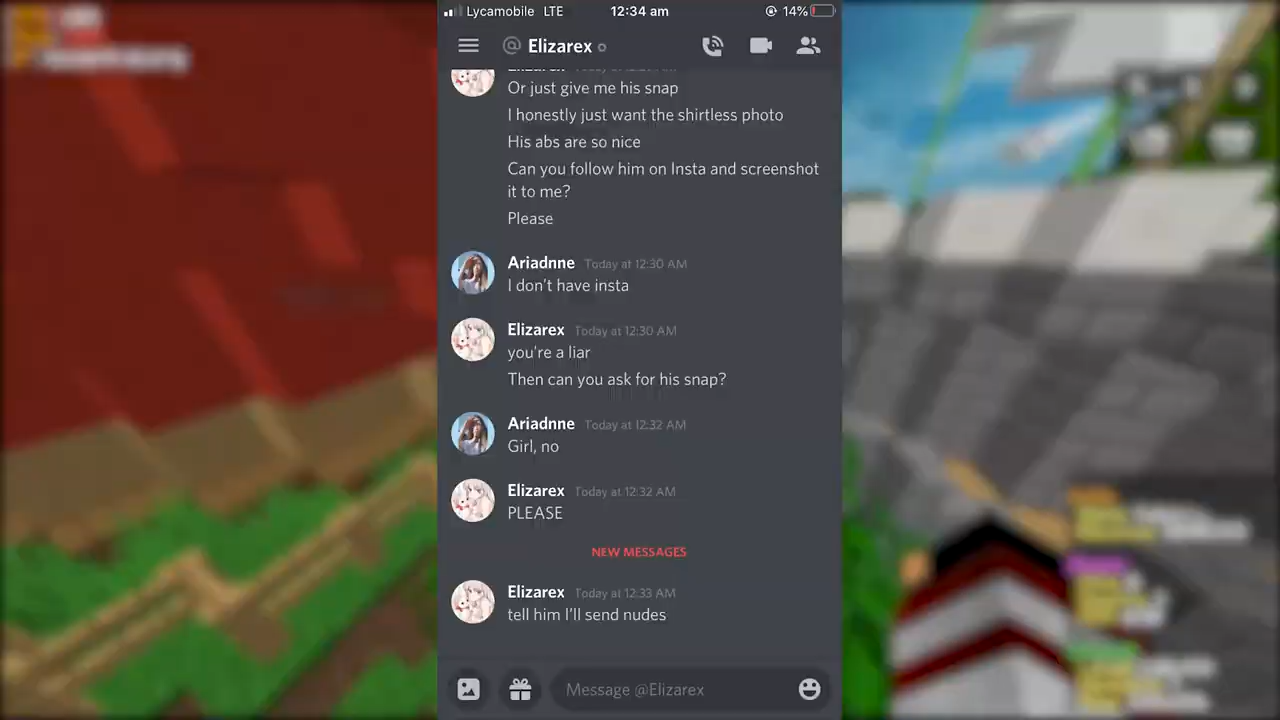 Lycamobile LTE 12:34 am 14%
@ Elizarex
Or just give me his snap
I honestly just want the shirtless photo
His abs are so nice
Can you follow him on Insta and screenshot
it to me?
Please
Ariadnne Today at 12:30 AM
I don't have insta
Elizarex Today at 12:30 AM
you're a liar
Then can you ask for his snap?
Ariadnne Today at 12:32 AM
Girl, no
Elizarex Today at 12:32 AM
PLEASE
NEW MESSAGES
Elizarex Today at 12:33 AM
tell him I'll send nudes
Message @Elizarex